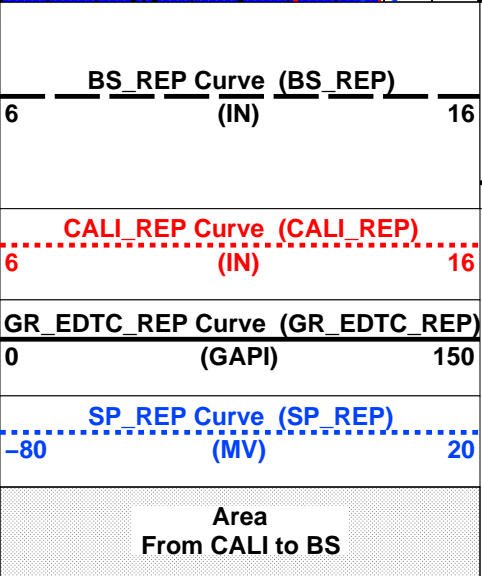 BS_REP Curve (BS_REP)
6 (IN) 16
CALI_REP Curve (CALI_REP)
6 (IN) 16
GR_EDTC_REP Curve (GR_EDTC_REP)
0 (GAPI) 150
SP_REP Curve (SP_REP)
−80 (MV) 20
Area
From CALI to BS